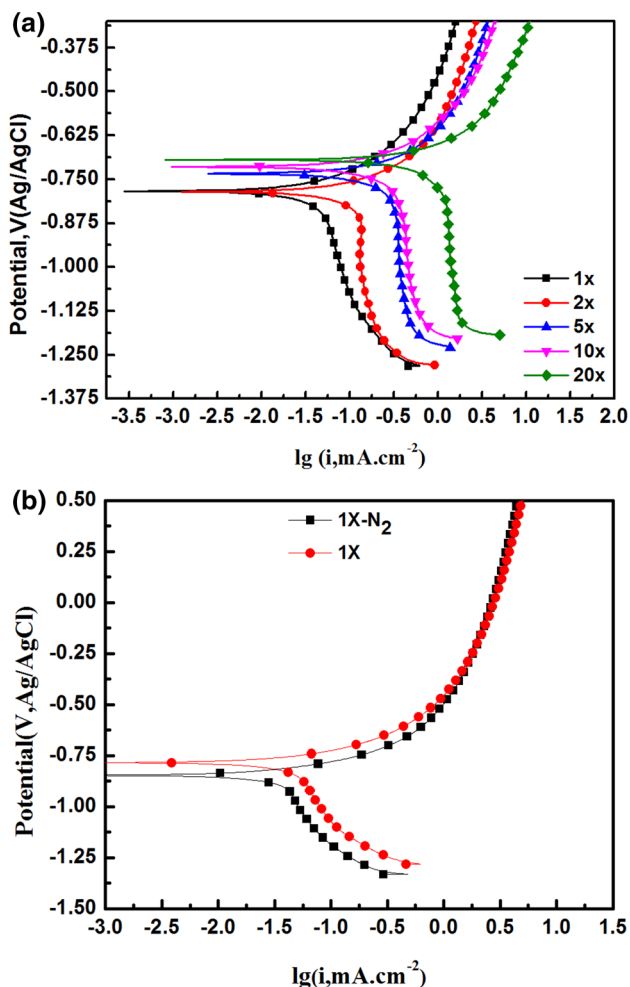 (a)
Potential,V(Ag/AgCl)
-0.375
-0.500
-0.625
-0.750
-0.875
-1.000
-1.125
-1.250
-1.375
1x
2x
5x
10x
20x
-3.5 -3.0 -2.5 -2.0 -1.5 -1.0 -0.5 0.0 0.5 1.0 1.5 2.0
lg (i,mA.cm-2)
(b)
Potential(V,Ag/AgCl)
0.50
0.25
0.00
-0.25
-0.50
-0.75
-1.00
-1.25
-1.50
1X-N2
1X
-3.0 -2.5 -2.0 -1.5 -1.0 -0.5 0.0 0.5 1.0 1.5
lg(i,mA.cm-2)